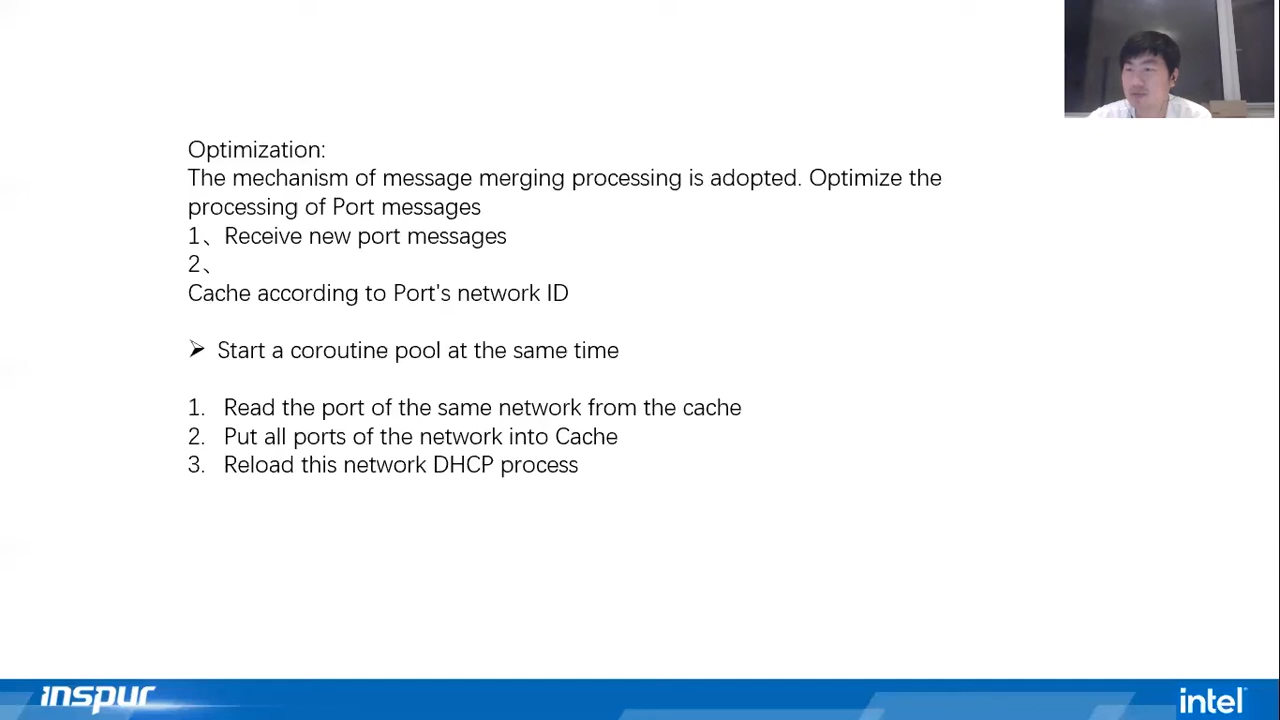 Optimization:
The mechanism of message merging processing is adopted. Optimize the
processing of Port messages
1、Receive new port messages
2、
Cache according to Port's network ID
➢ Start a coroutine pool at the same time
1. Read the port of the same network from the cache
2. Put all ports of the network into Cache
3. Reload this network DHCP process
inspur
intel